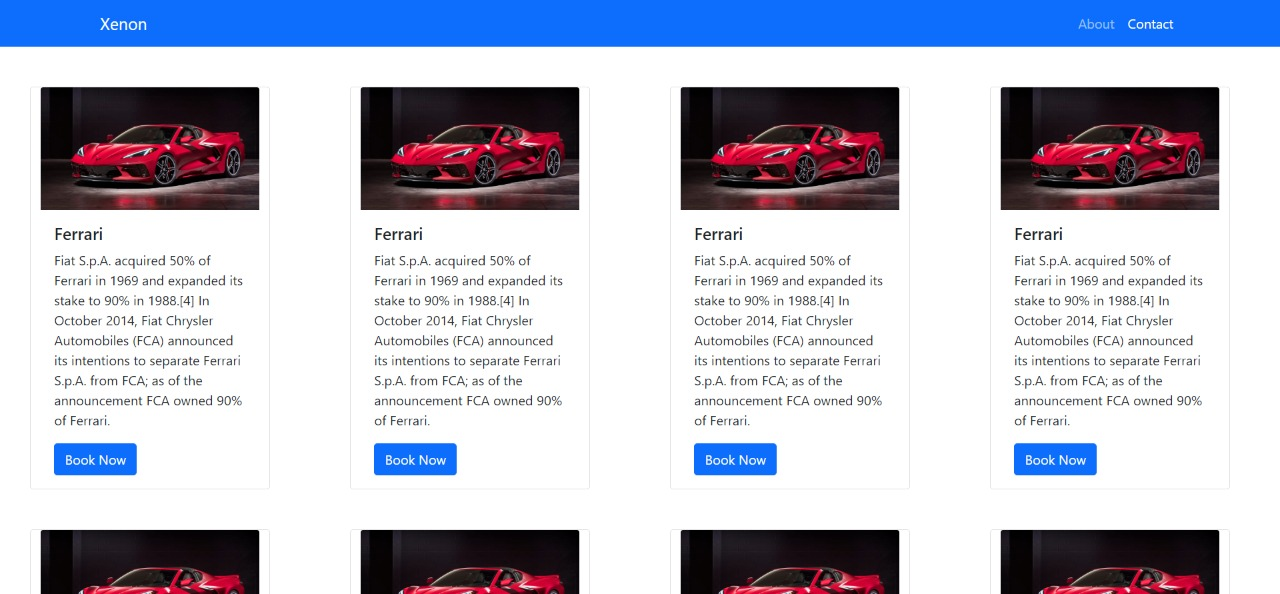 Xenon
About
Contact
Ferrari
Fiat S.p.A. acquired 50% of
Ferrari in 1969 and expanded its
stake to 90% in 1988.[4] In
October 2014, Fiat Chrysler
Automobiles (FCA) announced
its intentions to separate Ferrari
S.p.A. from FCA; as of the
announcement FCA owned 90%
of Ferrari.
Book Now
Ferrari
Fiat S.p.A. acquired 50% of
Ferrari in 1969 and expanded its
stake to 90% in 1988.[4] In
October 2014, Fiat Chrysler
Automobiles (FCA) announced
its intentions to separate Ferrari
S.p.A. from FCA; as of the
announcement FCA owned 90%
of Ferrari.
Book Now
Ferrari
Fiat S.p.A. acquired 50% of
Ferrari in 1969 and expanded its
stake to 90% in 1988.[4] In
October 2014, Fiat Chrysler
Automobiles (FCA) announced
its intentions to separate Ferrari
S.p.A. from FCA; as of the
announcement FCA owned 90%
of Ferrari.
Book Now
Ferrari
Fiat S.p.A. acquired 50% of
Ferrari in 1969 and expanded its
stake to 90% in 1988.[4] In
October 2014, Fiat Chrysler
Automobiles (FCA) announced
its intentions to separate Ferrari
S.p.A. from FCA; as of the
announcement FCA owned 90%
of Ferrari.
Book Now